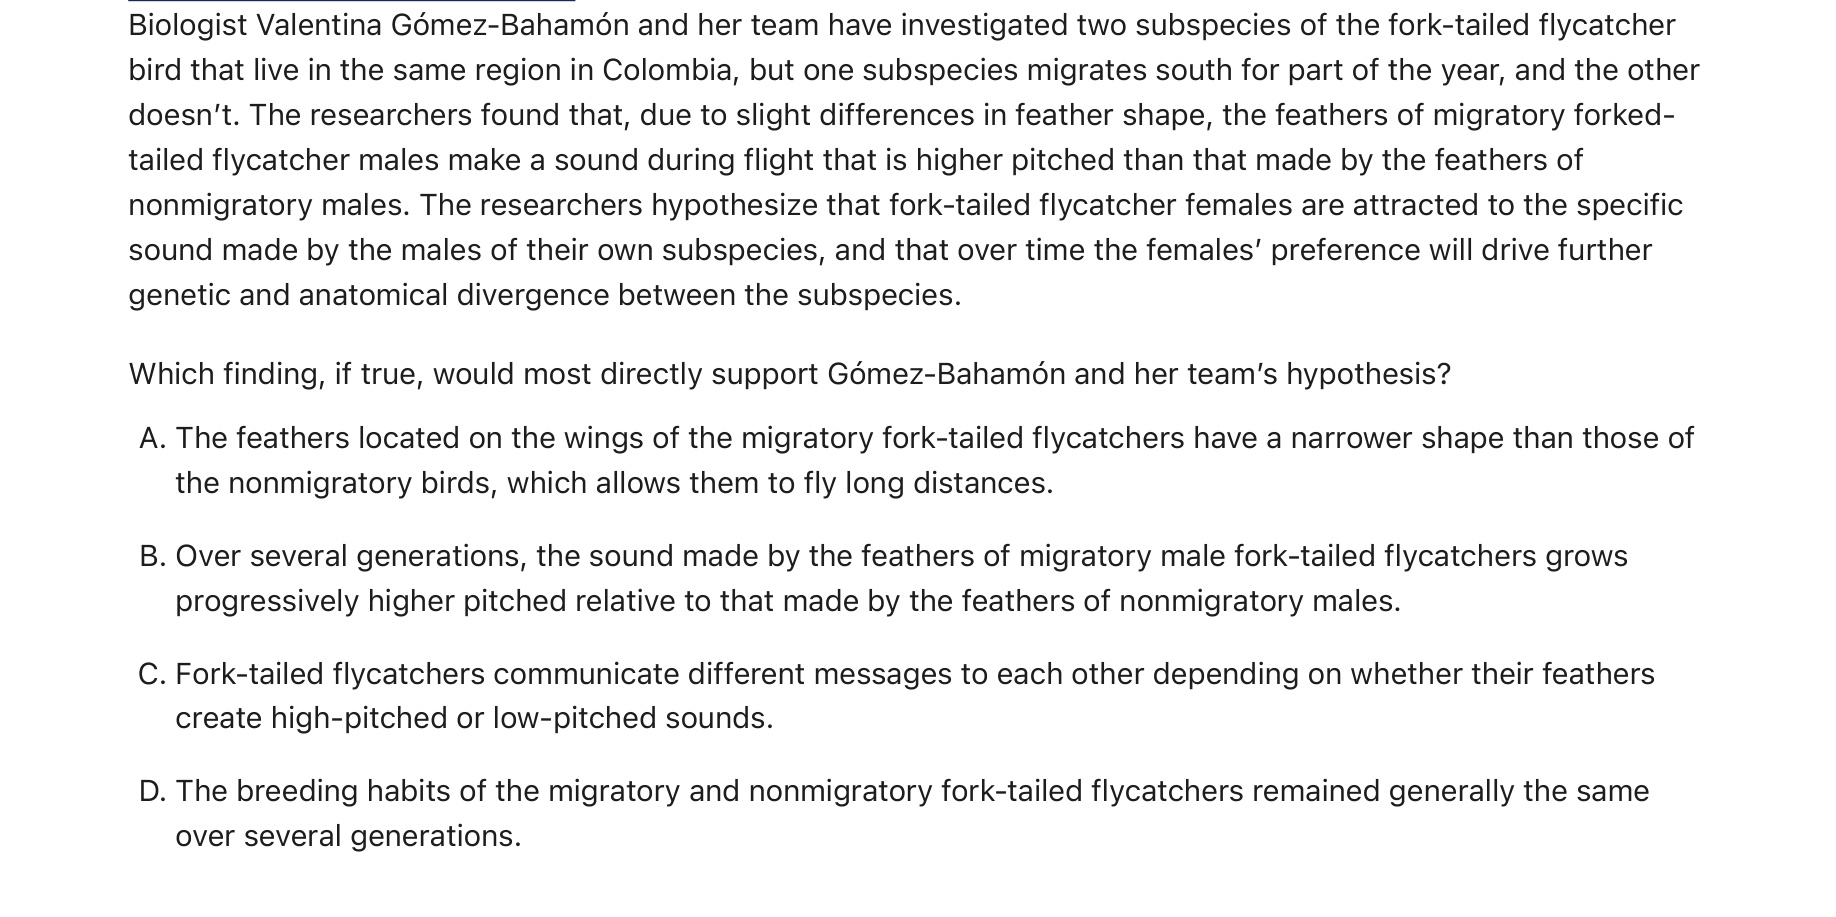 Biologist Valentina Gómez-Bahamón and her team have investigated two subspecies of the fork-tailed flycatcher
bird that live in the same region in Colombia, but one subspecies migrates south for part of the year, and the other
doesn’t. The researchers found that, due to slight differences in feather shape, the feathers of migratory forked-
tailed flycatcher males make a sound during flight that is higher pitched than that made by the feathers of
nonmigratory males. The researchers hypothesize that fork-tailed flycatcher females are attracted to the specific
sound made by the males of their own subspecies, and that over time the females’ preference will drive further
genetic and anatomical divergence between the subspecies.
Which finding, if true, would most directly support Gómez-Bahamón and her team’s hypothesis?
A. The feathers located on the wings of the migratory fork-tailed flycatchers have a narrower shape than those of
the nonmigratory birds, which allows them to fly long distances.
B. Over several generations, the sound made by the feathers of migratory male fork-tailed flycatchers grows
progressively higher pitched relative to that made by the feathers of nonmigratory males.
C. Fork-tailed flycatchers communicate different messages to each other depending on whether their feathers
create high-pitched or low-pitched sounds.
D. The breeding habits of the migratory and nonmigratory fork-tailed flycatchers remained generally the same
over several generations.